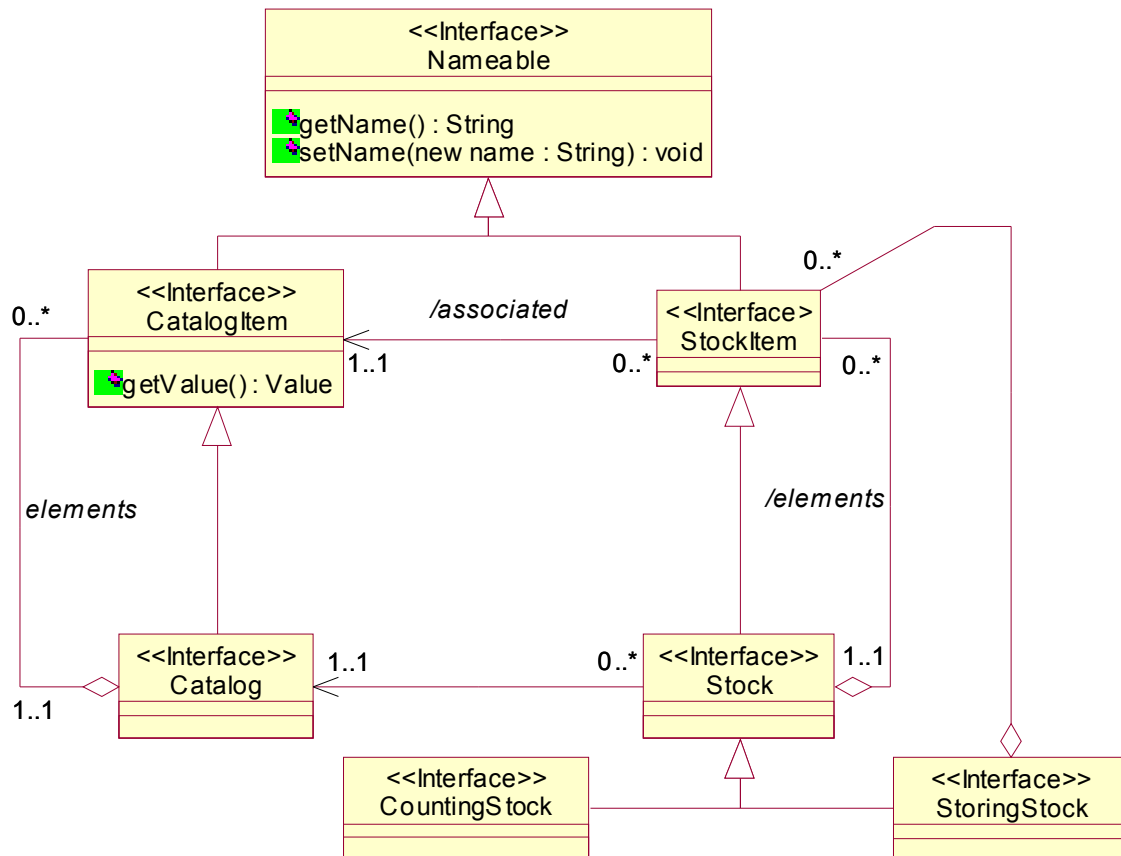 <<Interface>>
Nameable
getName() : String
setName(new name : String) : void
0..*
<<Interface>>
CatalogItem
getValue() : Value
0..*
/associated
1..1
0..*
<<Interface>
StockItem
0..*
elements
/elements
<<Interface>>
Catalog
1..1
1..1
0..*
<<Interface>>
Stock
1..1
<<Interface>>
CountingStock
<<Interface>>
StoringStock